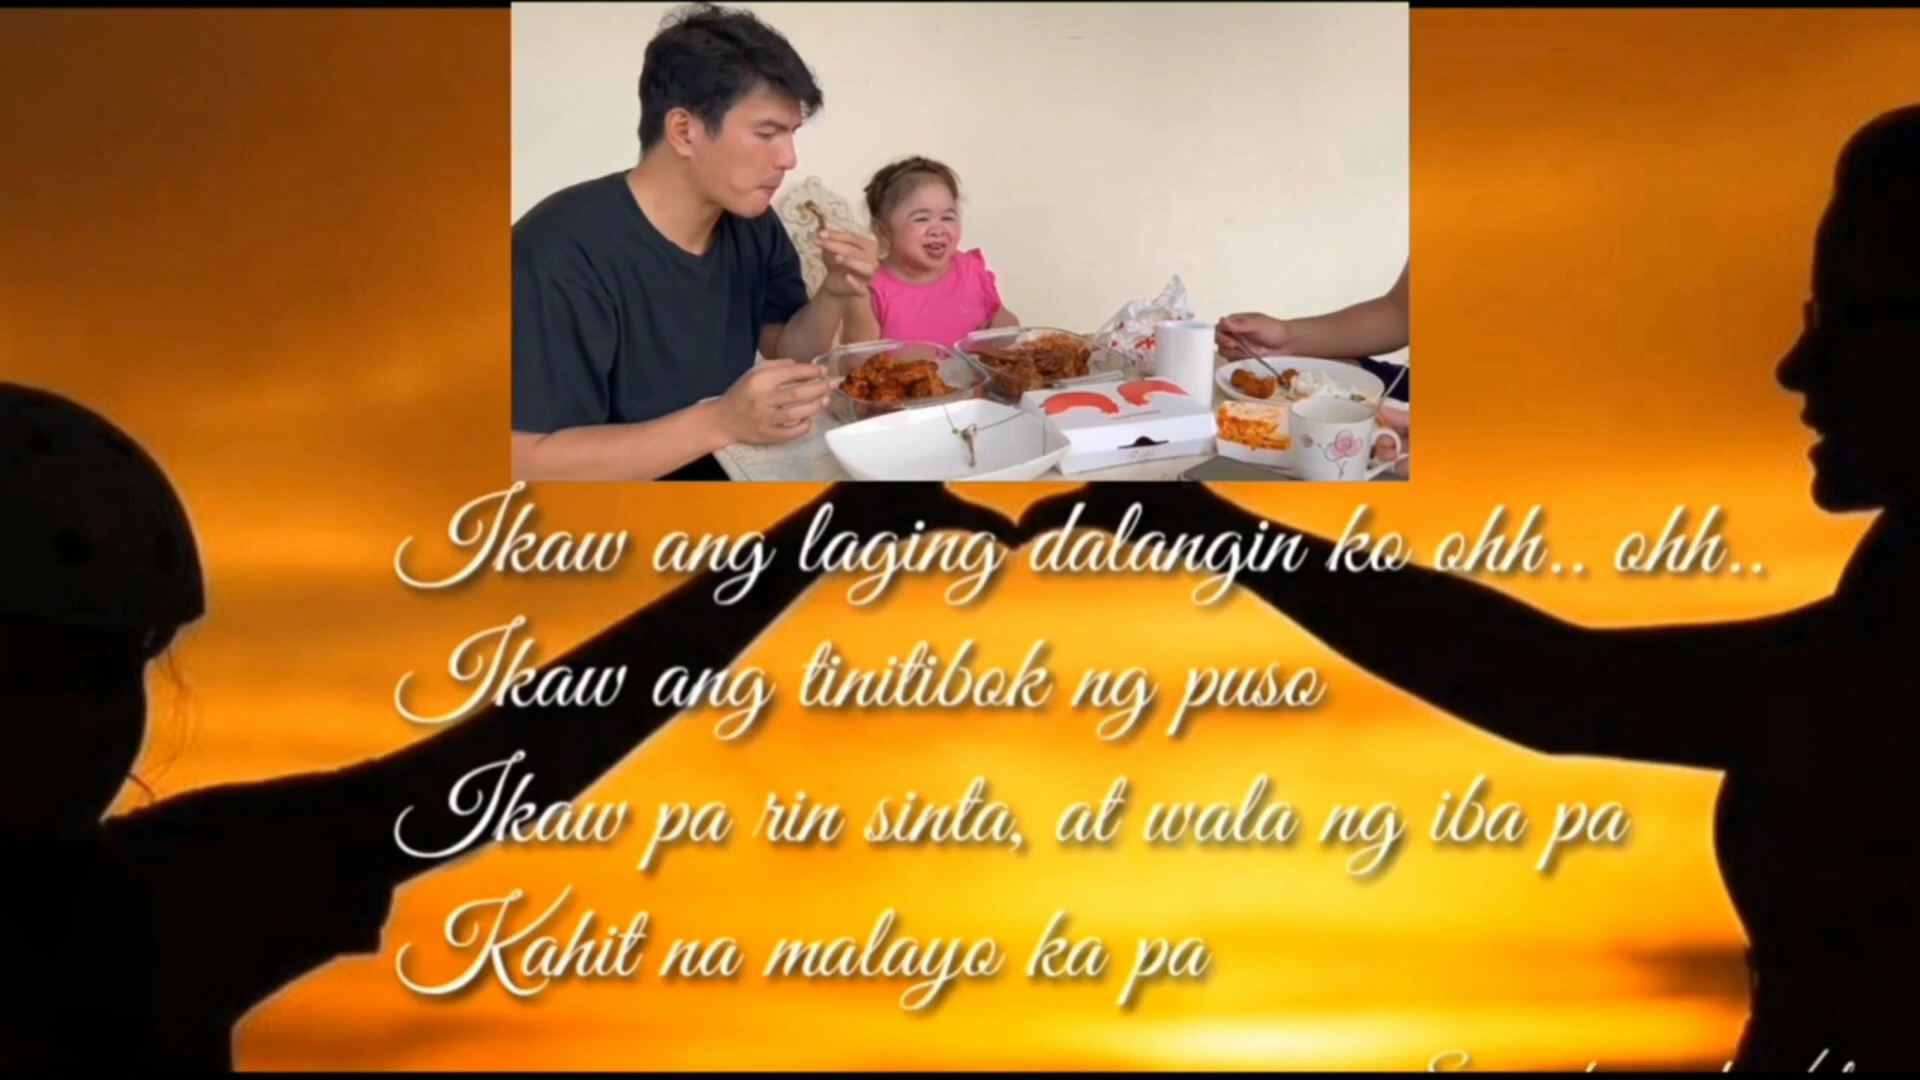 Ikaw ang laging dalangin ko ohh.. ohh..
Ikaw ang tinitibok ng puso
Ikaw pa rin sinta, at wala ng iba pa
Kahit na malayo ka pa